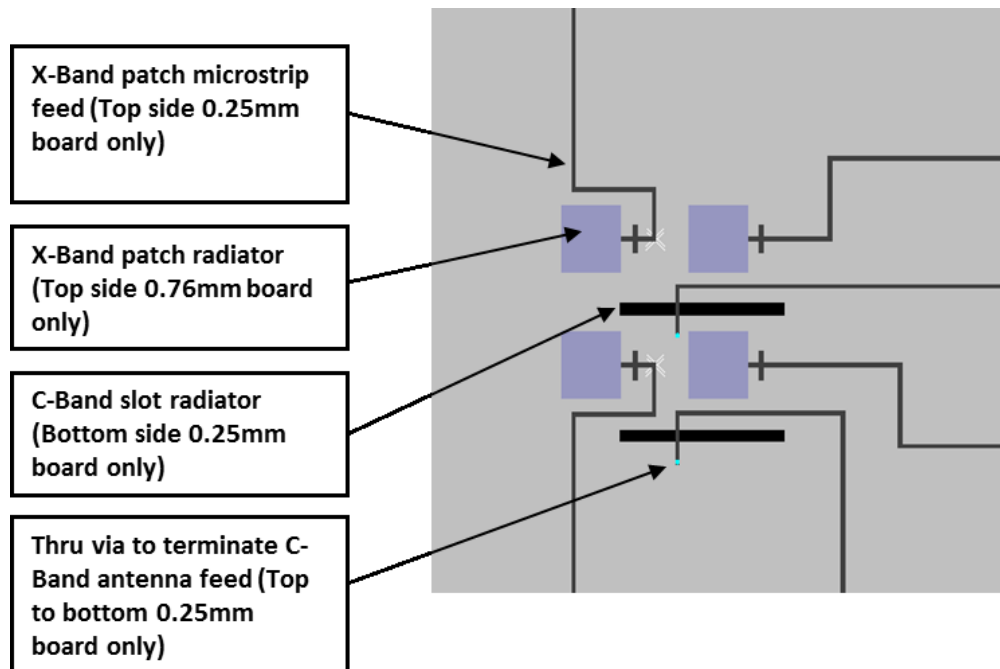 X-Band patch microstrip
feed (Top side 0.25mm
board only)
X-Band patch radiator
(Top side 0.76mm board
only)
C-Band slot radiator
(Bottom side 0.25mm
board only)
Thru via to terminate C-
Band antenna feed (Top
to bottom 0.25mm
board only)